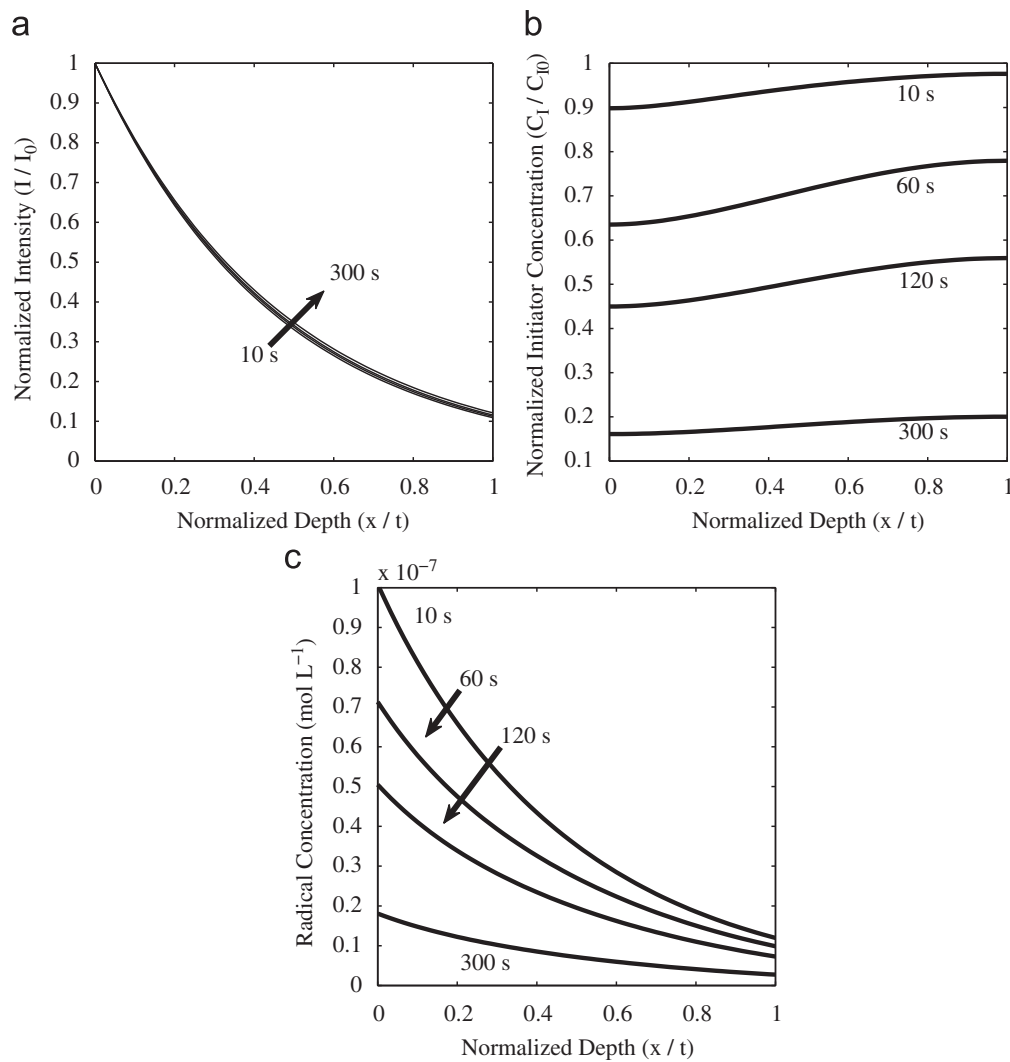 a
Normalized Intensity (I / I0)
1
0.9
0.8
0.7
0.6
0.5
0.4
0.3
0.2
0.1
0
300 s
10 s
0 0.2 0.4 0.6 0.8 1
Normalized Depth (x / t)
b
Normalized Initiator Concentration (CI / CI0)
1
0.9
0.8
0.7
0.6
0.5
0.4
0.3
0.2
0.1
10 s
60 s
120 s
300 s
0 0.2 0.4 0.6 0.8 1
Normalized Depth (x / t)
c
x 10−7
Radical Concentration (mol L−1)
1
0.9
0.8
0.7
0.6
0.5
0.4
0.3
0.2
0.1
0
10 s
60 s
120 s
300 s
0 0.2 0.4 0.6 0.8 1
Normalized Depth (x / t)